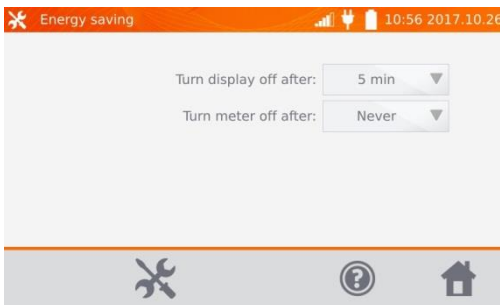 Energy saving 10:56 2017.10.26
Turn display off after: 5 min
Turn meter off after: Never
?